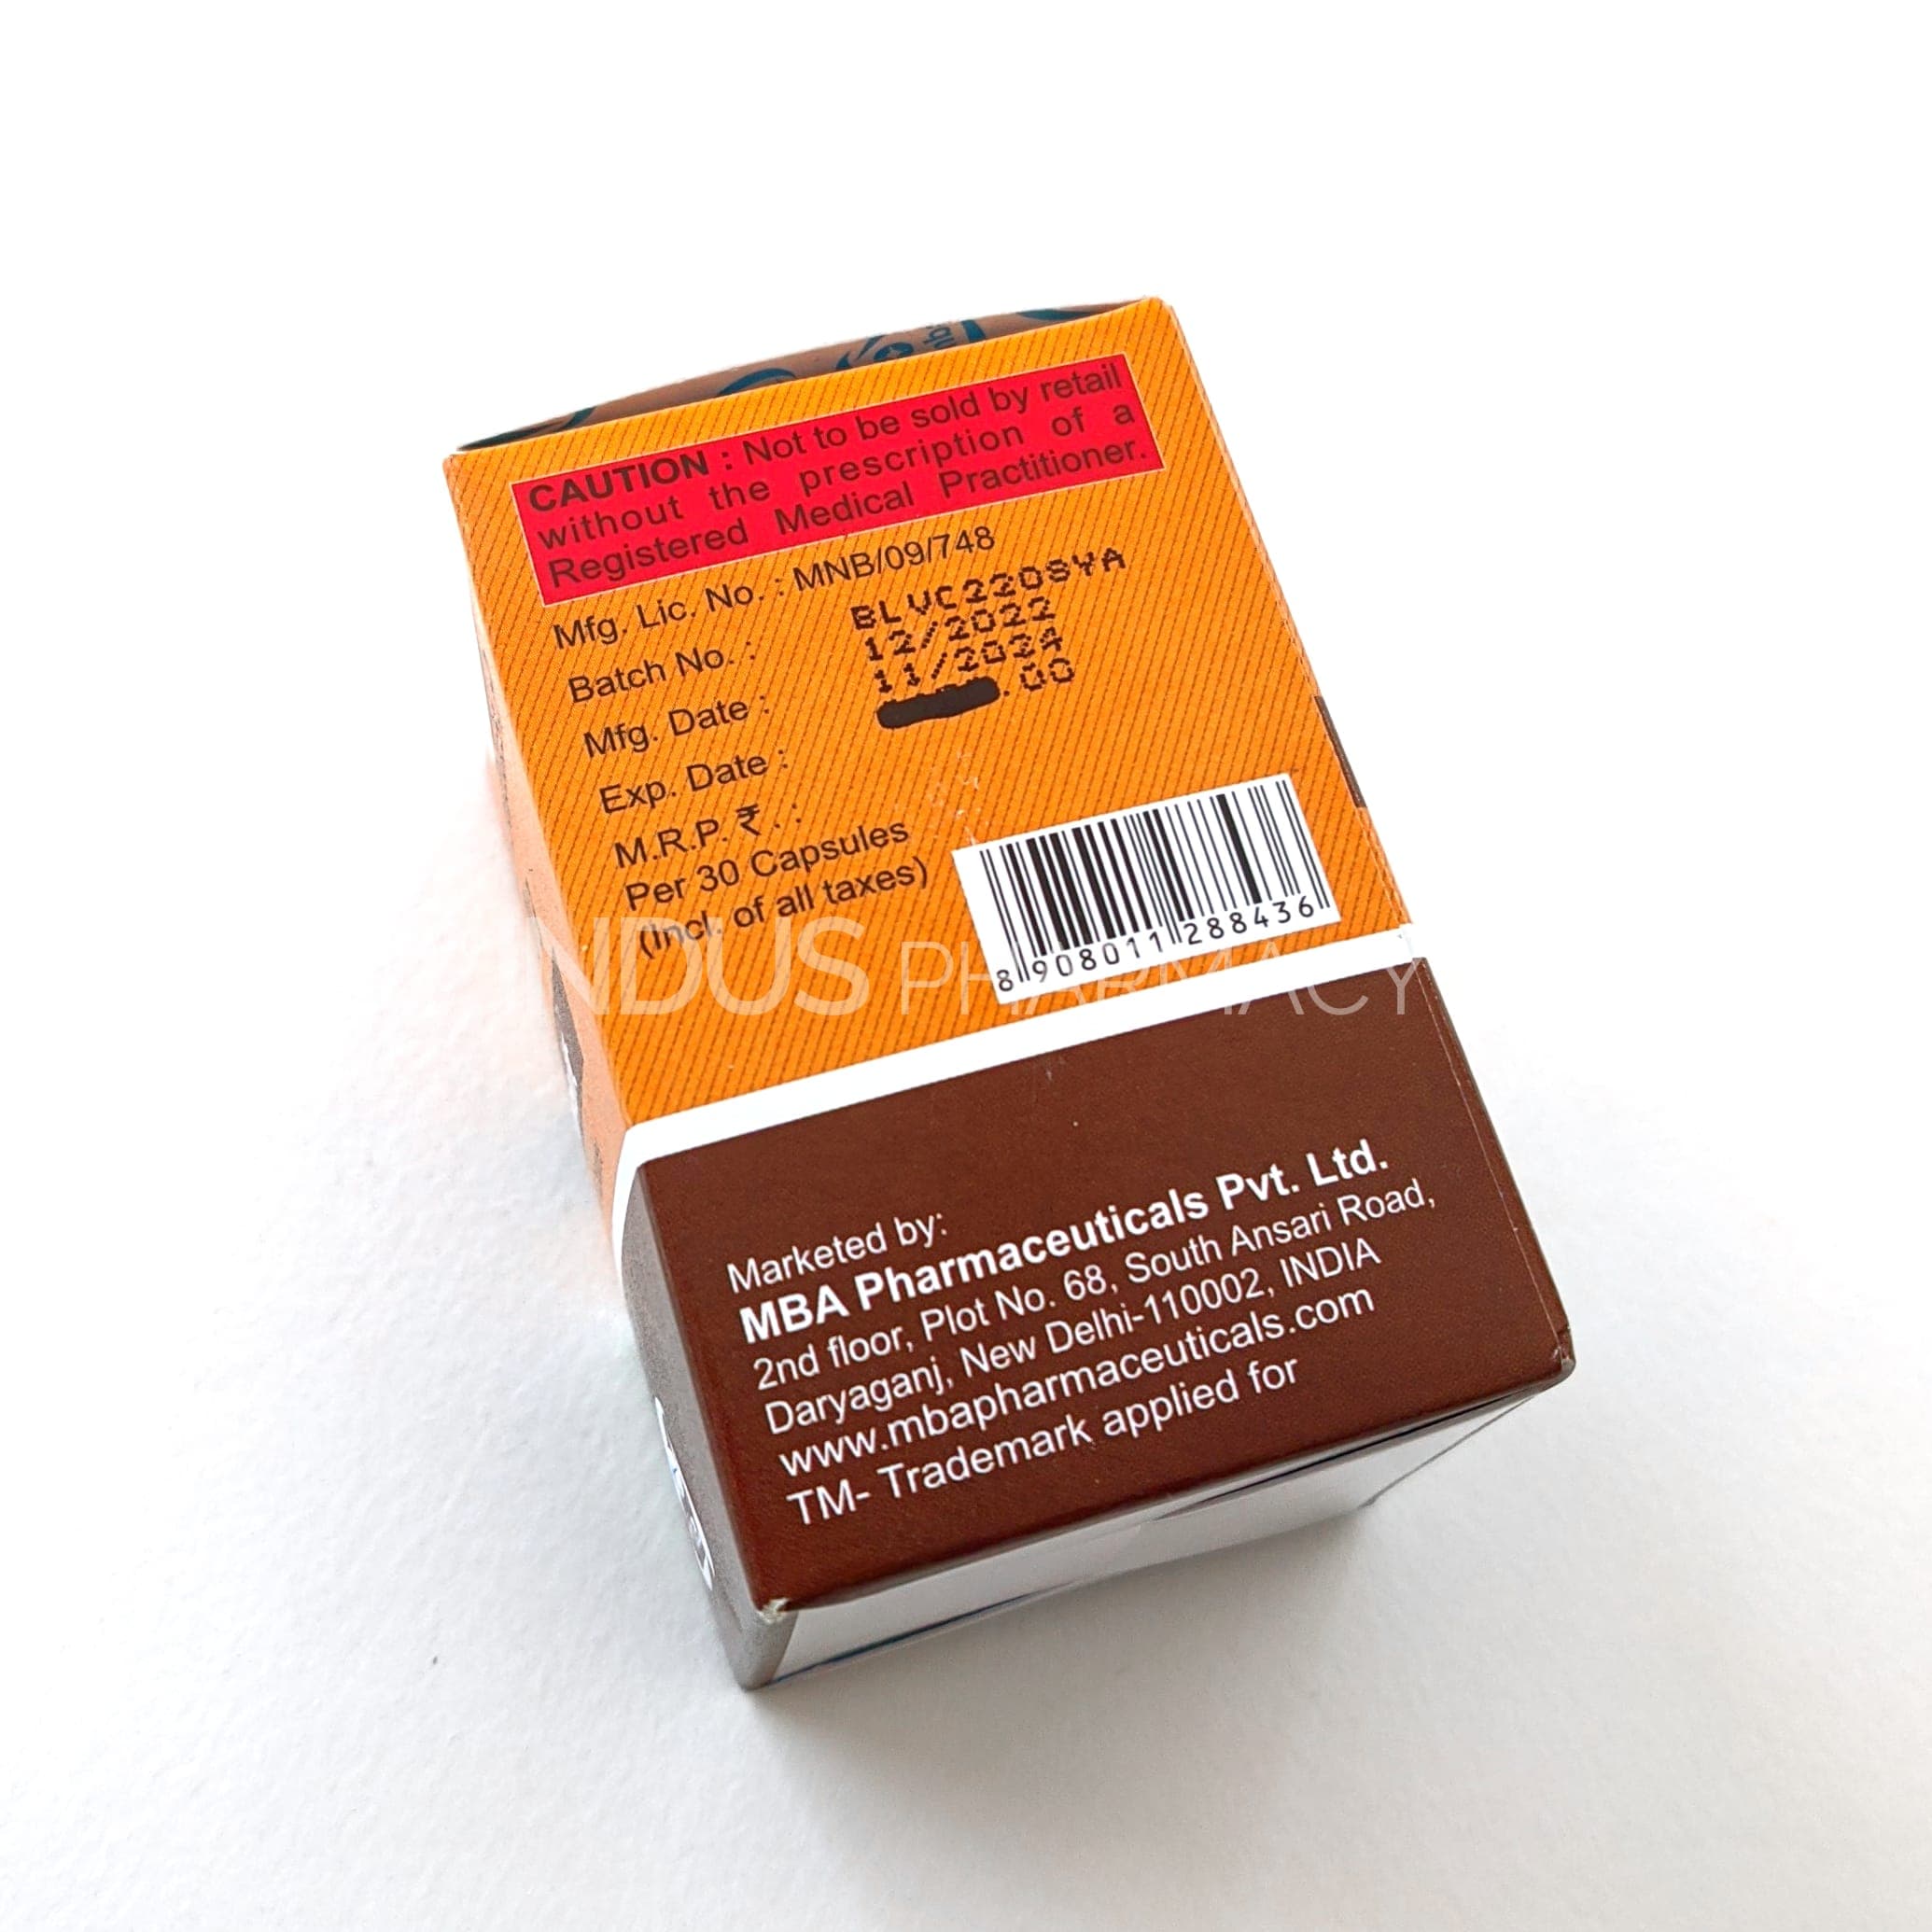 CAUTION : Not to be sold by retail
without the prescription of a
Registered Medical Practitioner.
Mfg. Lic. No. : MNB/09/748
Batch No. : BLVC220SYA
Mfg. Date : 12/2022
Exp. Date : 11/2024
M.R.P. ₹ . : .00
Per 30 Capsules
(Incl. of all taxes)
8 908011 288436
INDUS PHARMACY
Marketed by:
MBA Pharmaceuticals Pvt. Ltd.
2nd floor, Plot No. 68, South Ansari Road,
Daryaganj, New Delhi-110002, INDIA
www.mbapharmaceuticals.com
TM- Trademark applied for